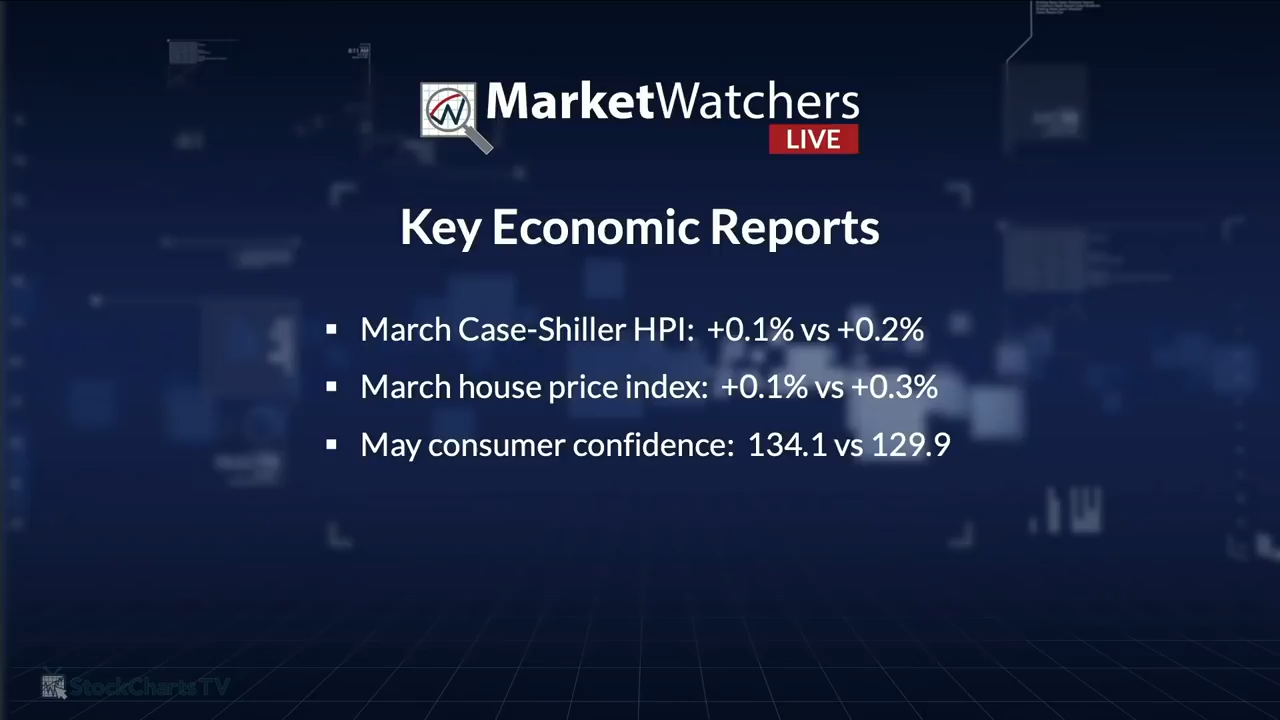 MarketWatchers
LIVE
Key Economic Reports
▪ March Case-Shiller HPI: +0.1% vs +0.2%
▪ March house price index: +0.1% vs +0.3%
▪ May consumer confidence: 134.1 vs 129.9
StockChartsTV